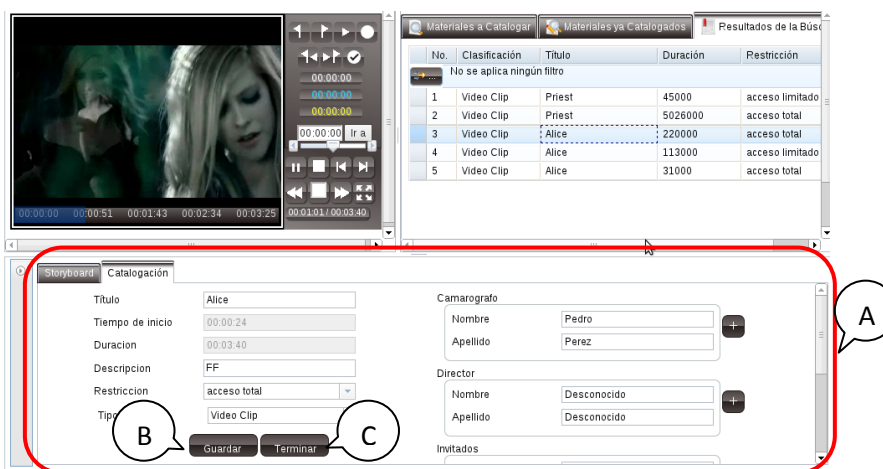 00:00:00
00:00:00
00:00:00
00:00:00 Ir a
00:00:00 00:00:51 00:01:43 00:02:34 00:03:25
00:01:01 / 00:03:40
Materiales a Catalogar Materiales ya Catalogados Resultados de la Búsc
No. Clasificación Título Duración Restricción
... No se aplica ningún filtro
1 Video Clip Priest 45000 acceso limitado
2 Video Clip Priest 5026000 acceso total
3 Video Clip Alice 220000 acceso total
4 Video Clip Alice 113000 acceso limitado
5 Video Clip Alice 31000 acceso total
Storyboard Catalogación
Título Alice
Tiempo de inicio 00:00:24
Duracion 00:03:40
Descripcion FF
Restriccion acceso total
Tipo Video Clip
Guardar Terminar
Camarografo
Nombre Pedro
Apellido Perez
Director
Nombre Desconocido
Apellido Desconocido
Invitados
A
B
C